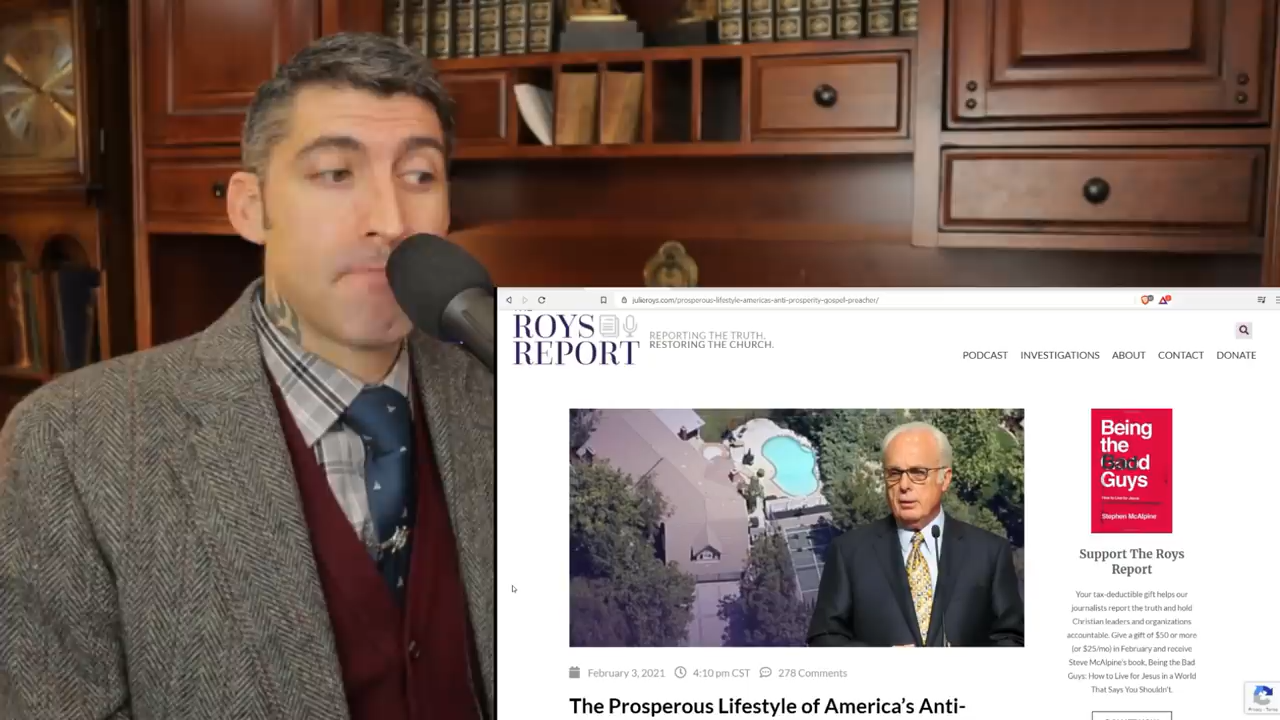 julieroys.com/prosperous-lifestyle-americas-anti-prosperity-gospel-preacher/
ROYS
REPORT
REPORTING THE TRUTH.
RESTORING THE CHURCH.
PODCAST INVESTIGATIONS ABOUT CONTACT DONATE
Being
the
Bad
Guys
How to Live for Jesus
Stephen McAlpine
Support The Roys
Report
Your tax-deductible gift helps our
journalists report the truth and hold
Christian leaders and organizations
accountable. Give a gift of $50 or more
(or $25/mo) in February and receive
Steve McAlpine's book, Being the Bad
Guys: How to Live for Jesus in a World
That Says You Shouldn't.
February 3, 2021 4:10 pm CST 278 Comments
The Prosperous Lifestyle of America's Anti-